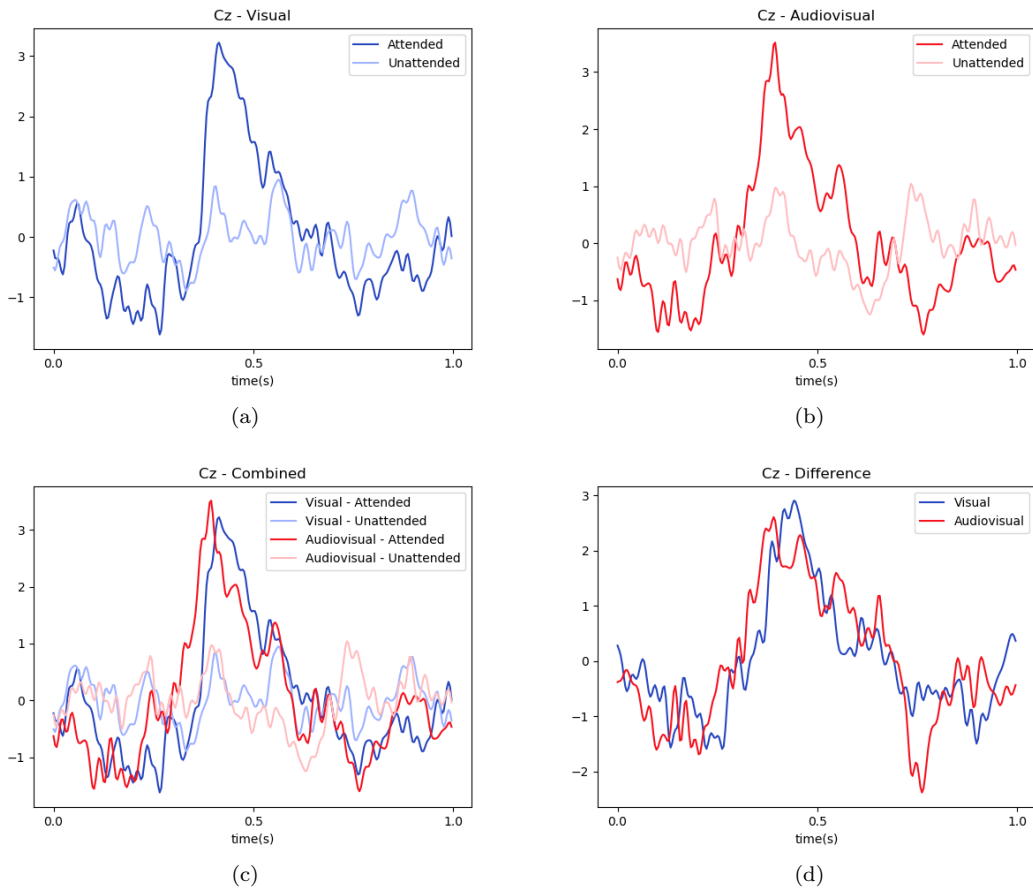 Cz - Visual
Attended
Unattended
3
2
1
0
−1
0.0
0.5
1.0
time(s)
(a)
Cz - Audiovisual
Attended
Unattended
3
2
1
0
−1
0.0
0.5
1.0
time(s)
(b)
Cz - Combined
Visual - Attended
Visual - Unattended
Audiovisual - Attended
Audiovisual - Unattended
3
2
1
0
−1
0.0
0.5
1.0
time(s)
(c)
Cz - Difference
Visual
Audiovisual
3
2
1
0
−1
−2
0.0
0.5
1.0
time(s)
(d)